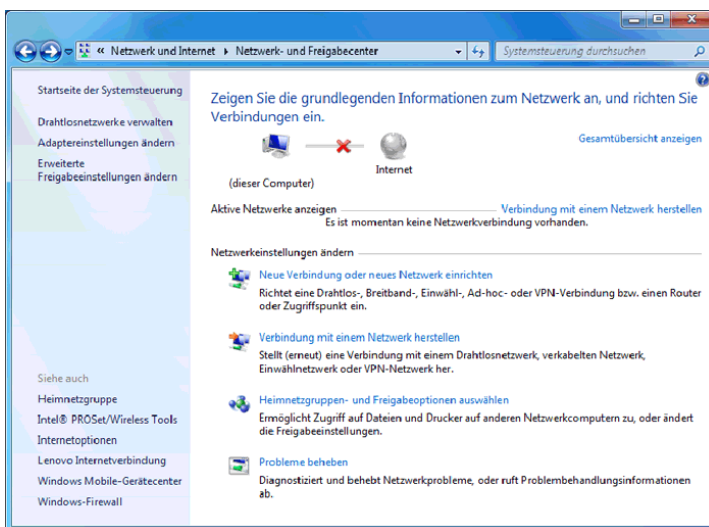 « Netzwerk und Internet ▸ Netzwerk- und Freigabecenter
Systemsteuerung durchsuchen
Startseite der Systemsteuerung
Drahtlosnetzwerke verwalten
Adaptereinstellungen ändern
Erweiterte
Freigabeeinstellungen ändern
Zeigen Sie die grundlegenden Informationen zum Netzwerk an, und richten Sie
Verbindungen ein.
Gesamtübersicht anzeigen
Internet
(dieser Computer)
Aktive Netzwerke anzeigen
Verbindung mit einem Netzwerk herstellen
Es ist momentan keine Netzwerkverbindung vorhanden.
Netzwerkeinstellungen ändern
Neue Verbindung oder neues Netzwerk einrichten
Richtet eine Drahtlos-, Breitband-, Einwähl-, Ad-hoc- oder VPN-Verbindung bzw. einen Router
oder Zugriffspunkt ein.
Verbindung mit einem Netzwerk herstellen
Stellt (erneut) eine Verbindung mit einem Drahtlosnetzwerk, verkabelten Netzwerk,
Einwählnetzwerk oder VPN-Netzwerk her.
Heimnetzgruppen- und Freigabeoptionen auswählen
Ermöglicht Zugriff auf Dateien und Drucker auf anderen Netzwerkcomputern zu, oder ändert
die Freigabeeinstellungen.
Probleme beheben
Diagnostiziert und behebt Netzwerkprobleme, oder ruft Problembehandlungsinformationen
ab.
Siehe auch
Heimnetzgruppe
Intel® PROSet/Wireless Tools
Internetoptionen
Lenovo Internetverbindung
Windows Mobile-Gerätecenter
Windows-Firewall